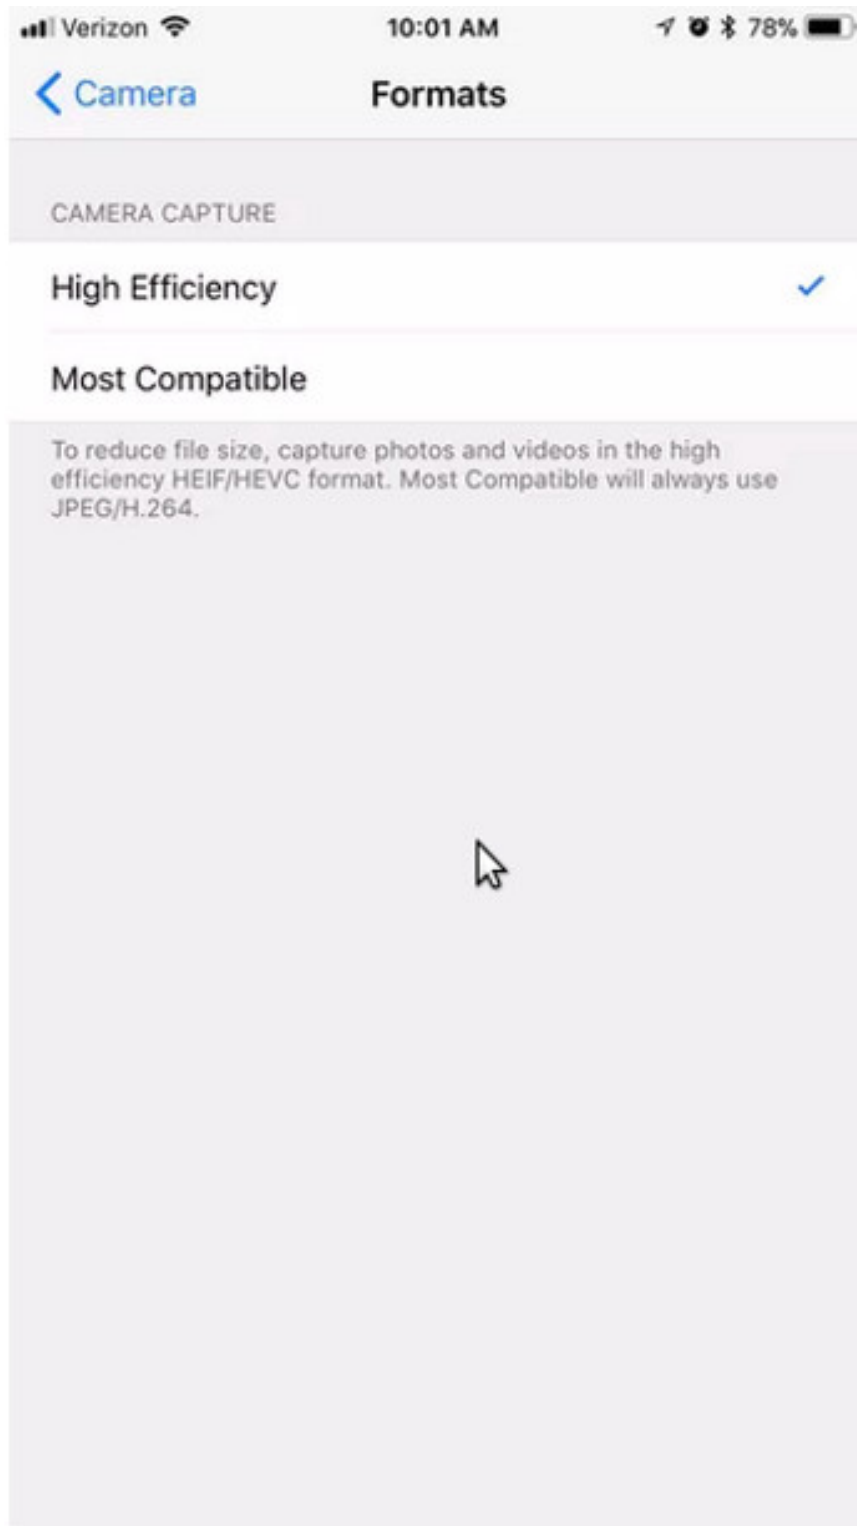 Verizon 10:01 AM 78%
Camera Formats
CAMERA CAPTURE
High Efficiency
Most Compatible
To reduce file size, capture photos and videos in the high
efficiency HEIF/HEVC format. Most Compatible will always use
JPEG/H.264.